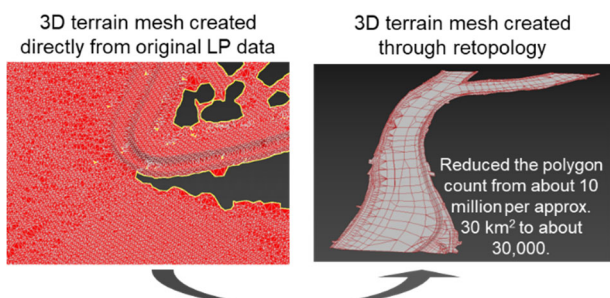 3D terrain mesh created
directly from original LP data
3D terrain mesh created
through retopology
Reduced the polygon
count from about 10
million per approx.
30 km² to about
30,000.